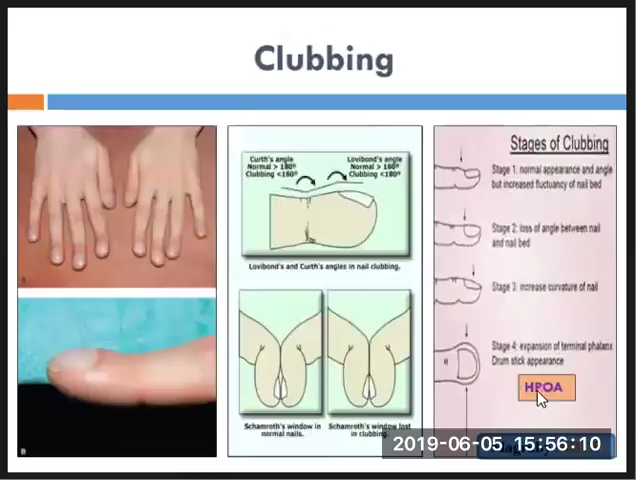 Clubbing
Curth's angle
Normal > 180º
Clubbing <160º
Lovibond's angle
Normal > 160º
Clubbing <180º
Lovibond's and Curth's angles in nail clubbing.
Schamroth's window in
normal nails.
Schamroth's window lost
in clubbing.
Stages of Clubbing
Stage 1: normal appearance and angle
but increased fluctuancy of nail bed
Stage 2: loss of angle between nail
and nail bed
Stage 3: increase curvature of nail
Stage 4: expansion of terminal phalanx
Drum stick appearance
HPOA
2019-06-05 15:56:10